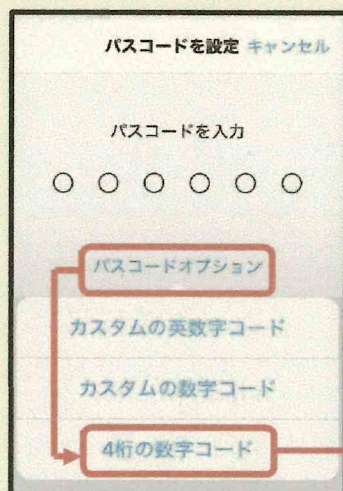 パスコードを設定 キャンセル
パスコードを入力
パスコードオプション
カスタムの英数字コード
カスタムの数字コード
4桁の数字コード